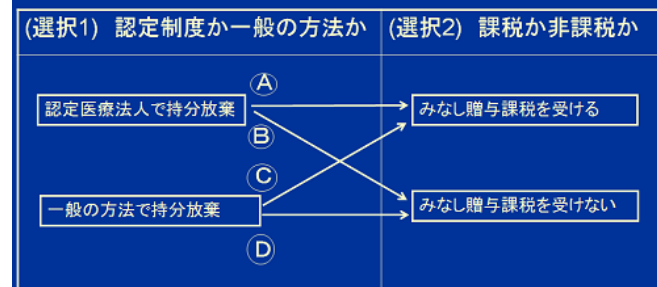 (選択1) 認定制度か一般の方法か
(選択2) 課税か非課税か
A
認定医療法人で持分放棄
みなし贈与課税を受ける
B
C
一般の方法で持分放棄
みなし贈与課税を受けない
D